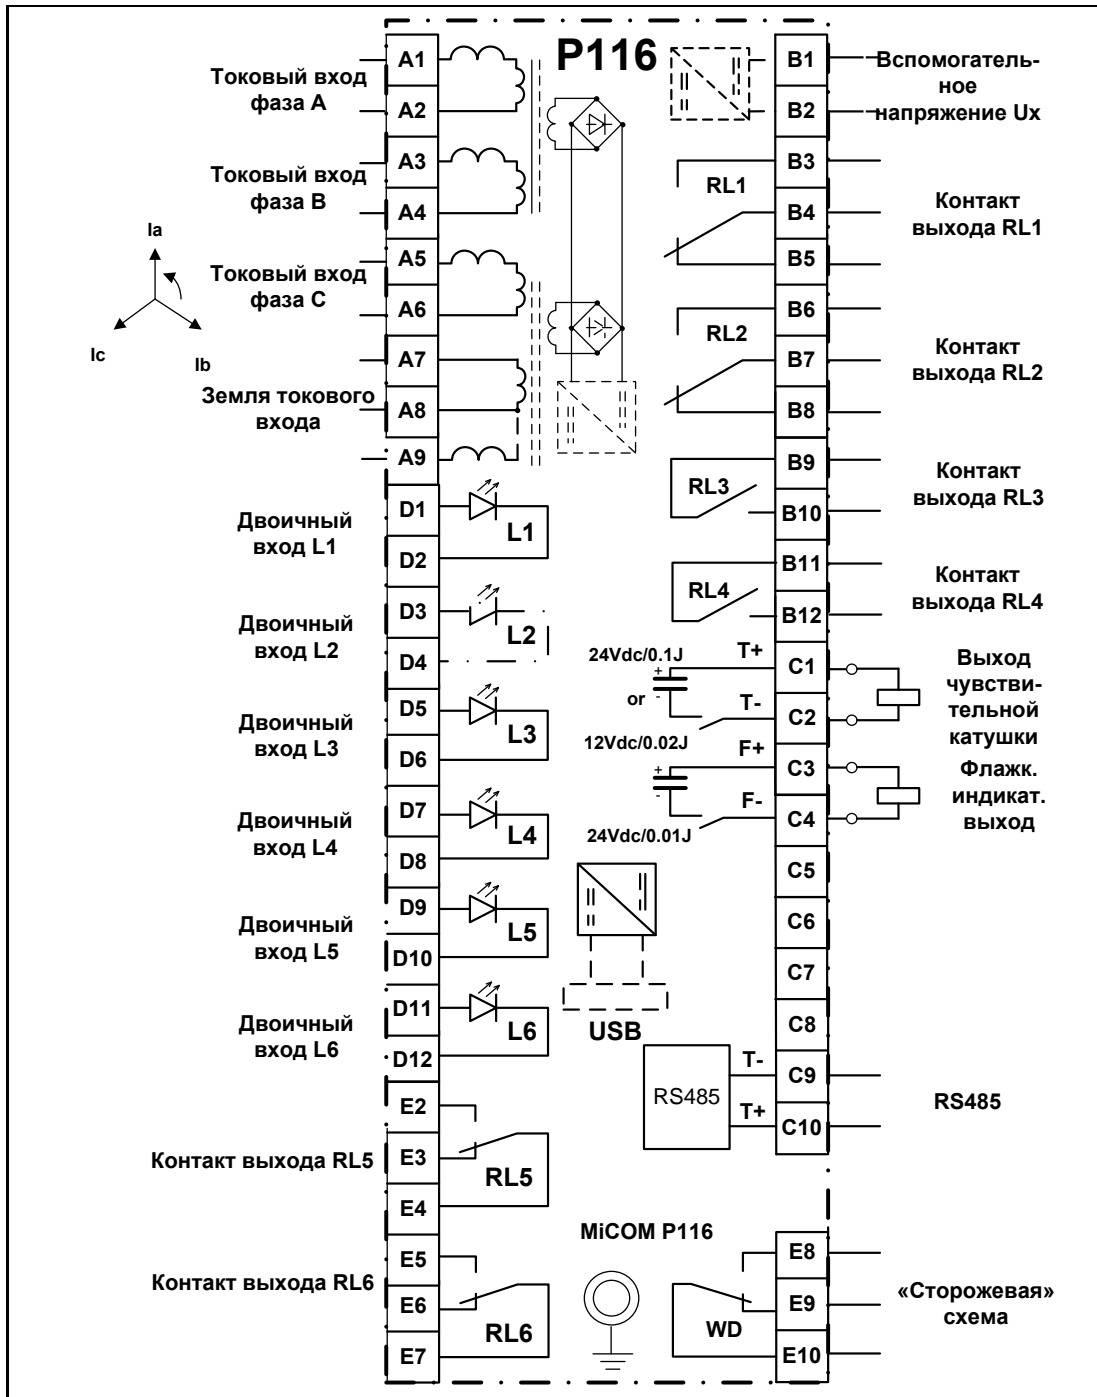 P116
Токовый вход
фаза A
A1
A2
Токовый вход
фаза B
A3
A4
Токовый вход
фаза C
A5
A6
Ia
Ic
Ib
Земля токового
входа
A7
A8
A9
Двоичный
вход L1
D1
D2
L1
Двоичный
вход L2
D3
D4
L2
Двоичный
вход L3
D5
D6
L3
Двоичный
вход L4
D7
D8
L4
Двоичный
вход L5
D9
D10
L5
Двоичный
вход L6
D11
D12
L6
Контакт выхода RL5
E2
E3
E4
RL5
Контакт выхода RL6
E5
E6
E7
RL6
B1
B2
Вспомогатель-
ное
напряжение Ux
RL1
B3
B4
B5
Контакт
выхода RL1
RL2
B6
B7
B8
Контакт
выхода RL2
RL3
B9
B10
Контакт
выхода RL3
RL4
B11
B12
Контакт
выхода RL4
24Vdc/0.1J
+
-
or
12Vdc/0.02J
T+
T-
C1
C2
Выход
чувстви-
тельной
катушки
+
-
24Vdc/0.01J
F+
F-
C3
C4
Флажк.
индикат.
выход
C5
C6
C7
C8
USB
RS485
T-
T+
C9
C10
RS485
MiCOM P116
WD
E8
E9
E10
«Сторожевая»
схема